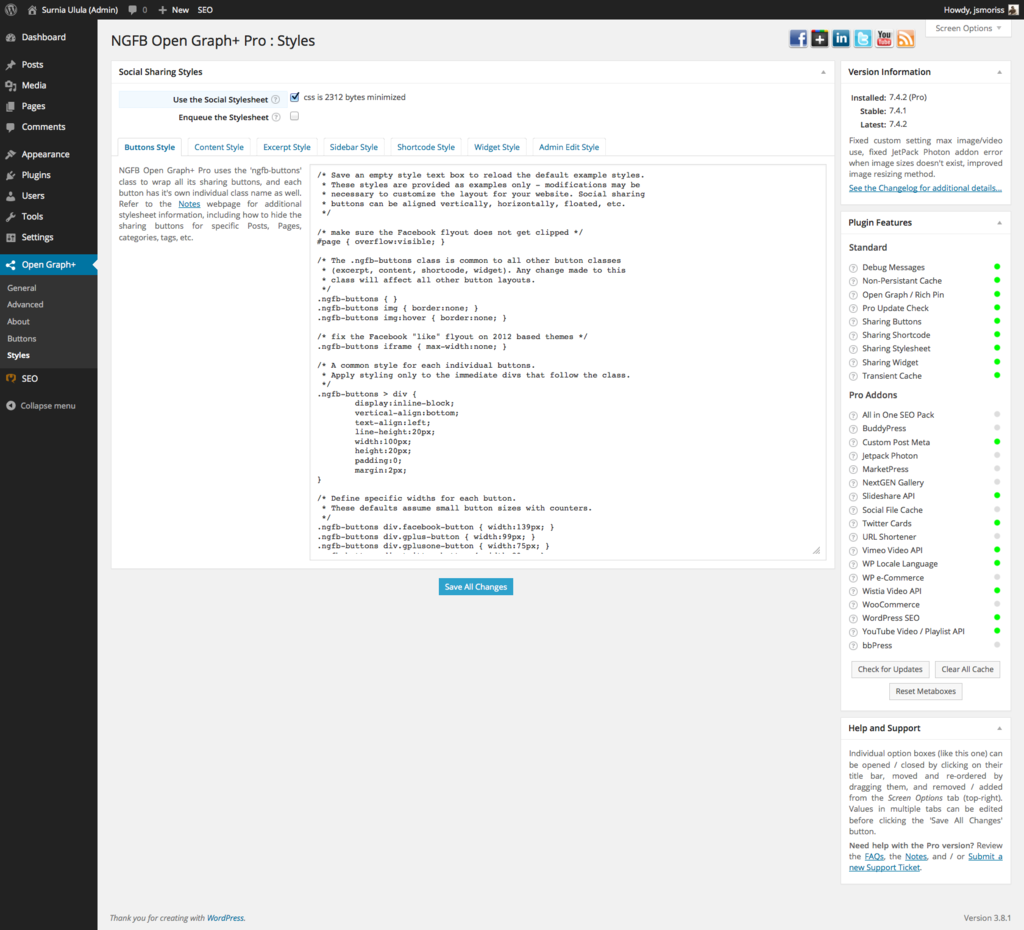 Surnia Ulula (Admin) 0 New SEO Howdy, jsmoriss
Dashboard
Posts
Media
Pages
Comments
Appearance
Plugins
Users
Tools
Settings
Open Graph+
General
Advanced
About
Buttons
Styles
SEO
Collapse menu
Screen Options
NGFB Open Graph+ Pro : Styles
Social Sharing Styles
Use the Social Stylesheet ? css is 2312 bytes minimized
Enqueue the Stylesheet ?
Buttons Style Content Style Excerpt Style Sidebar Style Shortcode Style Widget Style Admin Edit Style
NGFB Open Graph+ Pro uses the 'ngfb-buttons'
class to wrap all its sharing buttons, and each
button has it's own individual class name as well.
Refer to the Notes webpage for additional
stylesheet information, including how to hide the
sharing buttons for specific Posts, Pages,
categories, tags, etc.
/* Save an empty style text box to reload the default example styles.
* These styles are provided as examples only - modifications may be
* necessary to customize the layout for your website. Social sharing
* buttons can be aligned vertically, horizontally, floated, etc.
*/
/* make sure the Facebook flyout does not get clipped */
#page { overflow:visible; }
/* The .ngfb-buttons class is common to all other button classes
* (excerpt, content, shortcode, widget). Any change made to this
* class will affect all other button layouts.
*/
.ngfb-buttons { }
.ngfb-buttons img { border:none; }
.ngfb-buttons img:hover { border:none; }
/* fix the Facebook "like" flyout on 2012 based themes */
.ngfb-buttons iframe { max-width:none; }
/* A common style for each individual buttons.
* Apply styling only to the immediate divs that follow the class.
*/
.ngfb-buttons > div {
display:inline-block;
vertical-align:bottom;
text-align:left;
line-height:20px;
width:100px;
height:20px;
padding:0;
margin:2px;
}
/* Define specific widths for each button.
* These defaults assume small button sizes with counters.
*/
.ngfb-buttons div.facebook-button { width:139px; }
.ngfb-buttons div.gplus-button { width:99px; }
.ngfb-buttons div.gplusone-button { width:75px; }
Save All Changes
Version Information
Installed: 7.4.2 (Pro)
Stable: 7.4.1
Latest: 7.4.2
Fixed custom setting max image/video
use, fixed JetPack Photon addon error
when image sizes doesn't exist, improved
image resizing method.
See the Changelog for additional details...
Plugin Features
Standard
? Debug Messages
? Non-Persistant Cache
? Open Graph / Rich Pin
? Pro Update Check
? Sharing Buttons
? Sharing Shortcode
? Sharing Stylesheet
? Sharing Widget
? Transient Cache
Pro Addons
? All in One SEO Pack
? BuddyPress
? Custom Post Meta
? Jetpack Photon
? MarketPress
? NextGEN Gallery
? Slideshare API
? Social File Cache
? Twitter Cards
? URL Shortener
? Vimeo Video API
? WP Locale Language
? WP e-Commerce
? Wistia Video API
? WooCommerce
? WordPress SEO
? YouTube Video / Playlist API
? bbPress
Check for Updates Clear All Cache
Reset Metaboxes
Help and Support
Individual option boxes (like this one) can
be opened / closed by clicking on their
title bar, moved and re-ordered by
dragging them, and removed / added
from the Screen Options tab (top-right).
Values in multiple tabs can be edited
before clicking the 'Save All Changes'
button.
Need help with the Pro version? Review
the FAQs, the Notes, and / or Submit a
new Support Ticket.
Thank you for creating with WordPress. Version 3.8.1